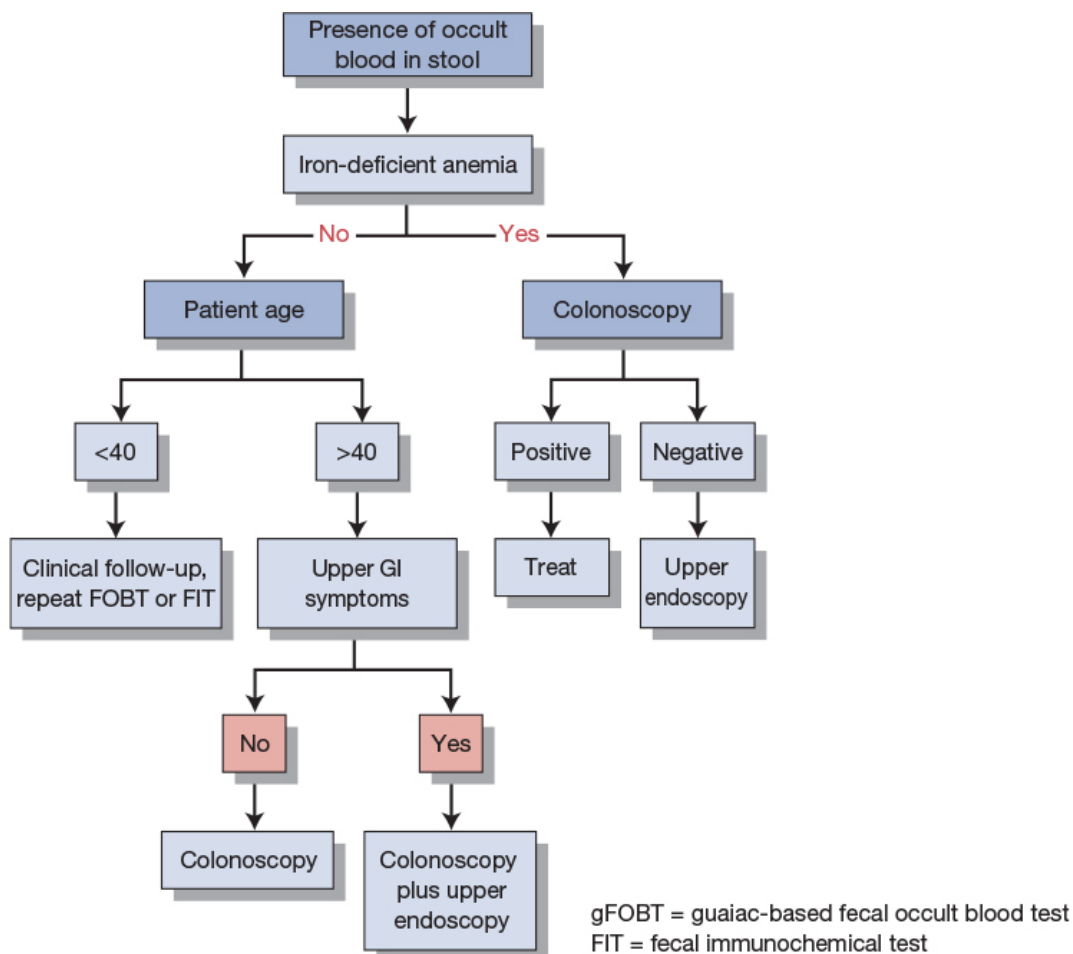 Presence of occult
blood in stool
Iron-deficient anemia
No
Yes
Patient age
Colonoscopy
<40
>40
Positive
Negative
Clinical follow-up,
repeat FOBT or FIT
Upper GI
symptoms
Treat
Upper
endoscopy
No
Yes
Colonoscopy
Colonoscopy
plus upper
endoscopy
gFOBT = guaiac-based fecal occult blood test
FIT = fecal immunochemical test